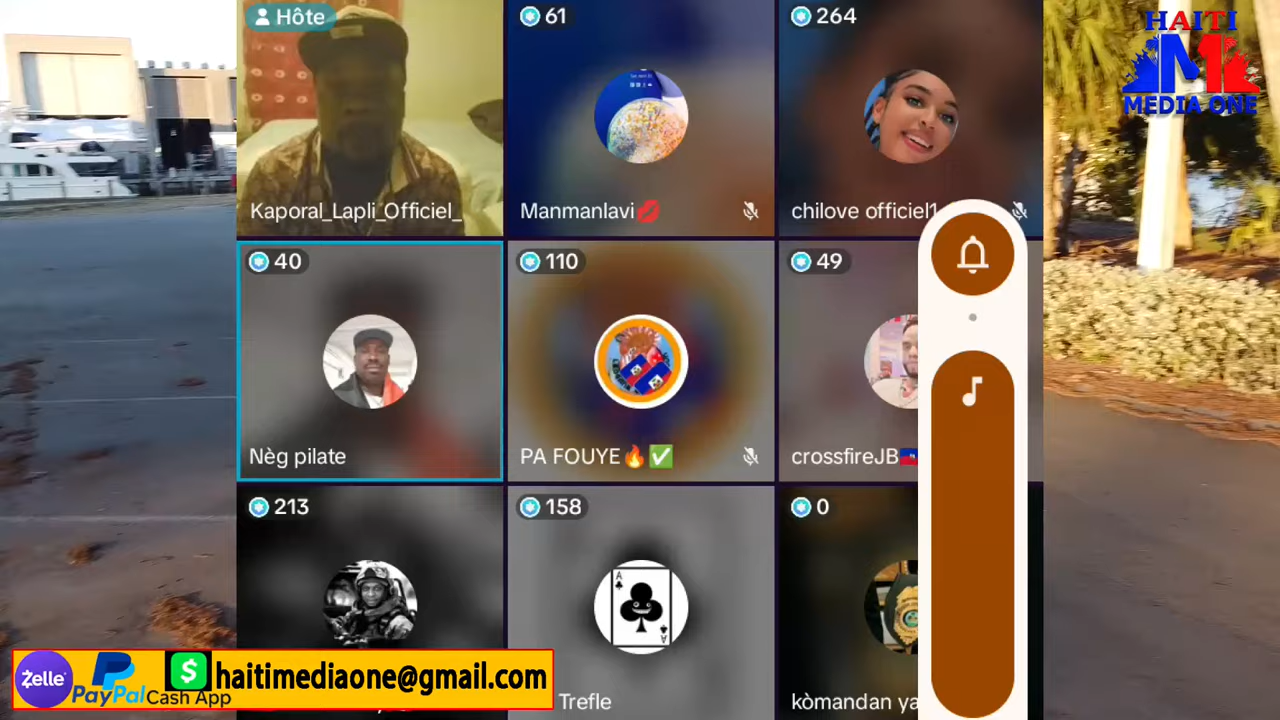 Hôte
61
264
HAITI
M
MEDIA ONE
Kaporal_Lapli_Officiel_
Manmanlavi💋
chilove officiel1
40
110
49
Nèg pilate
PA FOUYE🔥✅
crossfireJB🇭🇹
213
158
0
A
A
Trefle
kòmandan ya
Zelle
PayPal
$
Cash App
haitimediaone@gmail.com